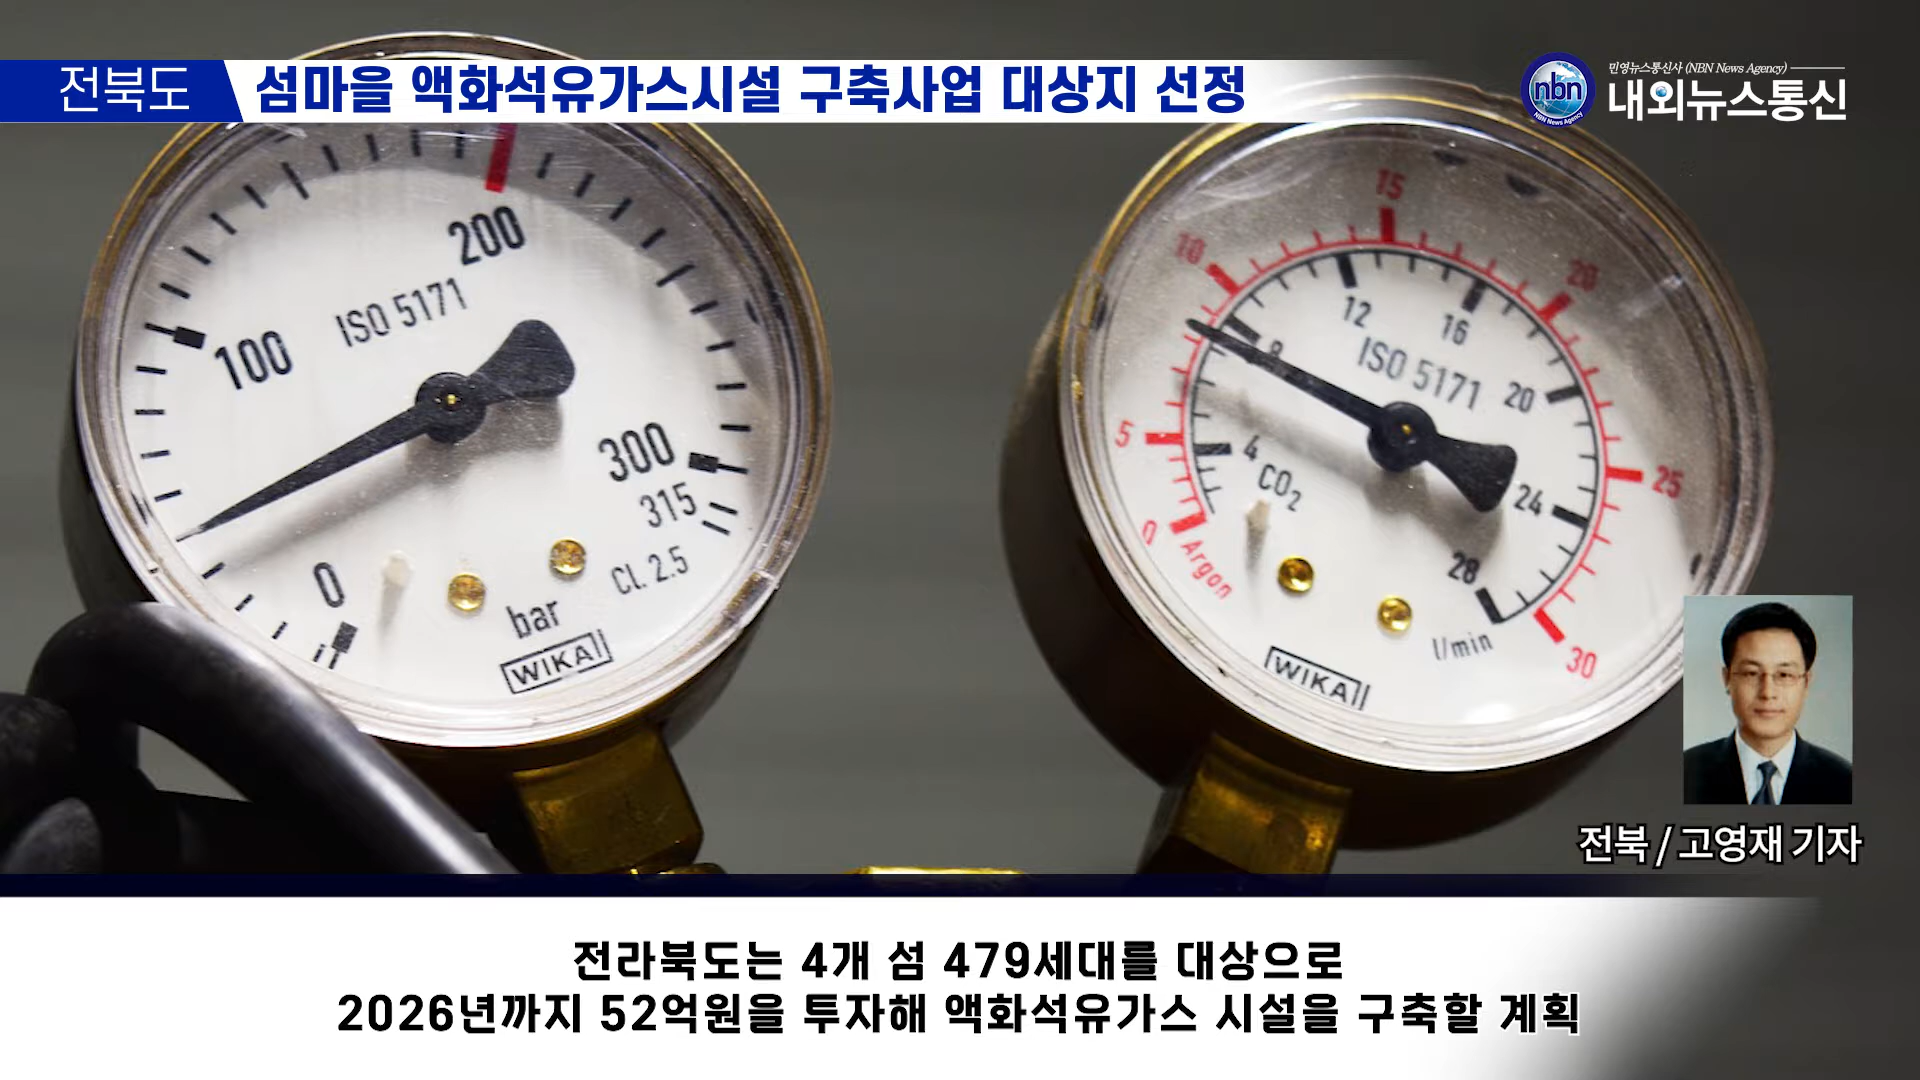 전북도
섬마을 액화석유가스시설 구축사업 대상지 선정
nbn
NBN News Agency
민영뉴스통신사 (NBN News Agency)
내외뉴스통신
200
ISO 5171
100
300
315
0
Cl. 2.5
bar
WIKA
15
10
20
12
16
8
ISO 5171
20
5
4
CO2
25
24
0
Argon
28
l/min
30
WIKA
전북 / 고영재 기자
전라북도는 4개 섬 479세대를 대상으로
2026년까지 52억원을 투자해 액화석유가스 시설을 구축할 계획